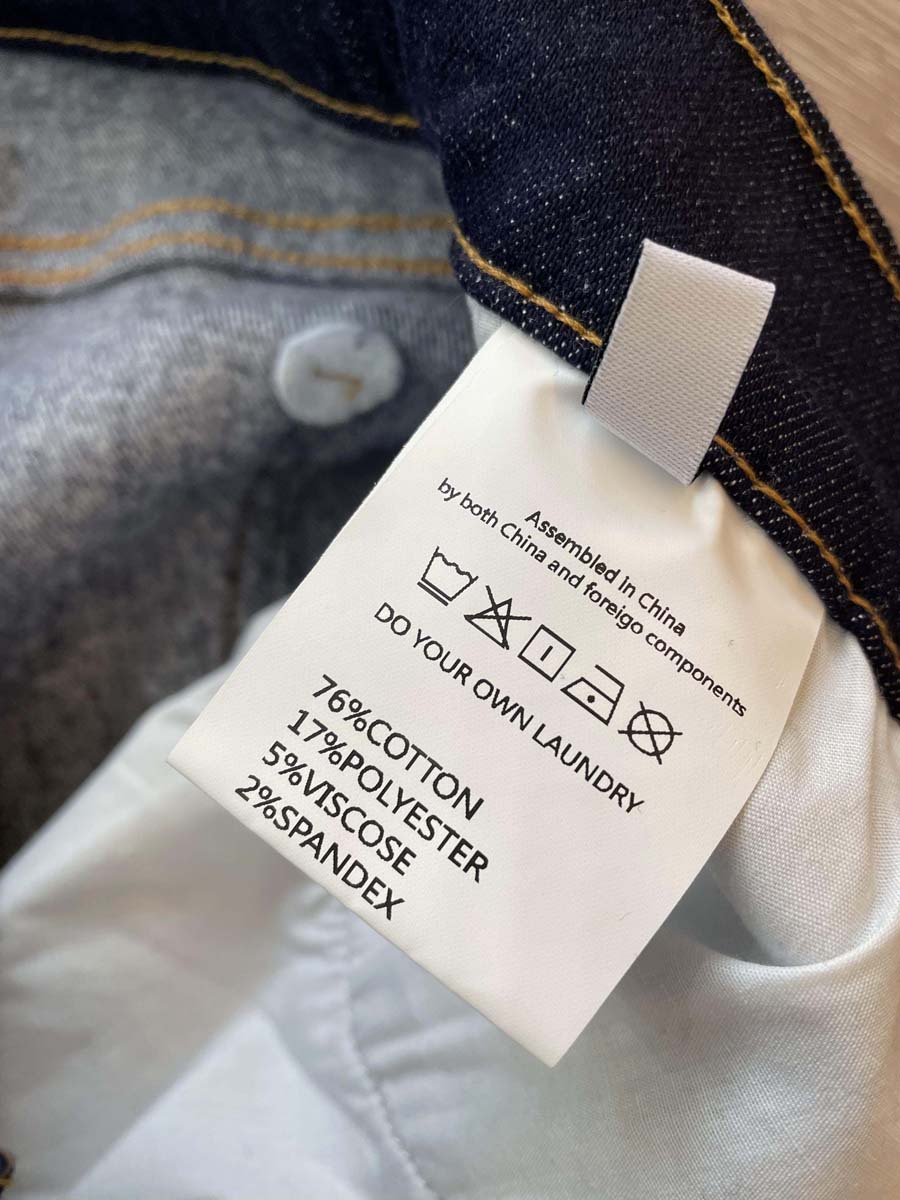 Assembled in China
by both China and foreigo components
DO YOUR OWN LAUNDRY
76%COTTON
17%POLYESTER
5%VISCOSE
2%SPANDEX